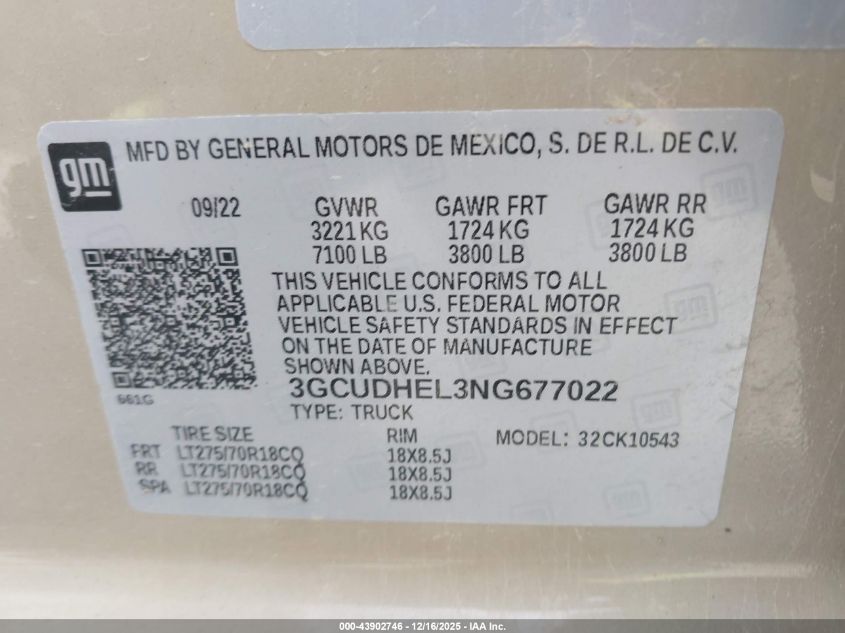 gm
MFD BY GENERAL MOTORS DE MEXICO, S. DE R.L. DE C.V.
09/22 GVWR GAWR FRT GAWR RR
3221 KG 1724 KG 1724 KG
7100 LB 3800 LB 3800 LB
THIS VEHICLE CONFORMS TO ALL
APPLICABLE U.S. FEDERAL MOTOR
VEHICLE SAFETY STANDARDS IN EFFECT
ON THE DATE OF MANUFACTURE
SHOWN ABOVE.
661G
3GCUDHEL3NG677022
TYPE: TRUCK
TIRE SIZE RIM MODEL: 32CK10543
FRT LT275/70R18CQ 18X8.5J
RR LT275/70R18CQ 18X8.5J
SPA LT275/70R18CQ 18X8.5J
000-43902746 - 12/16/2025 - IAA Inc.